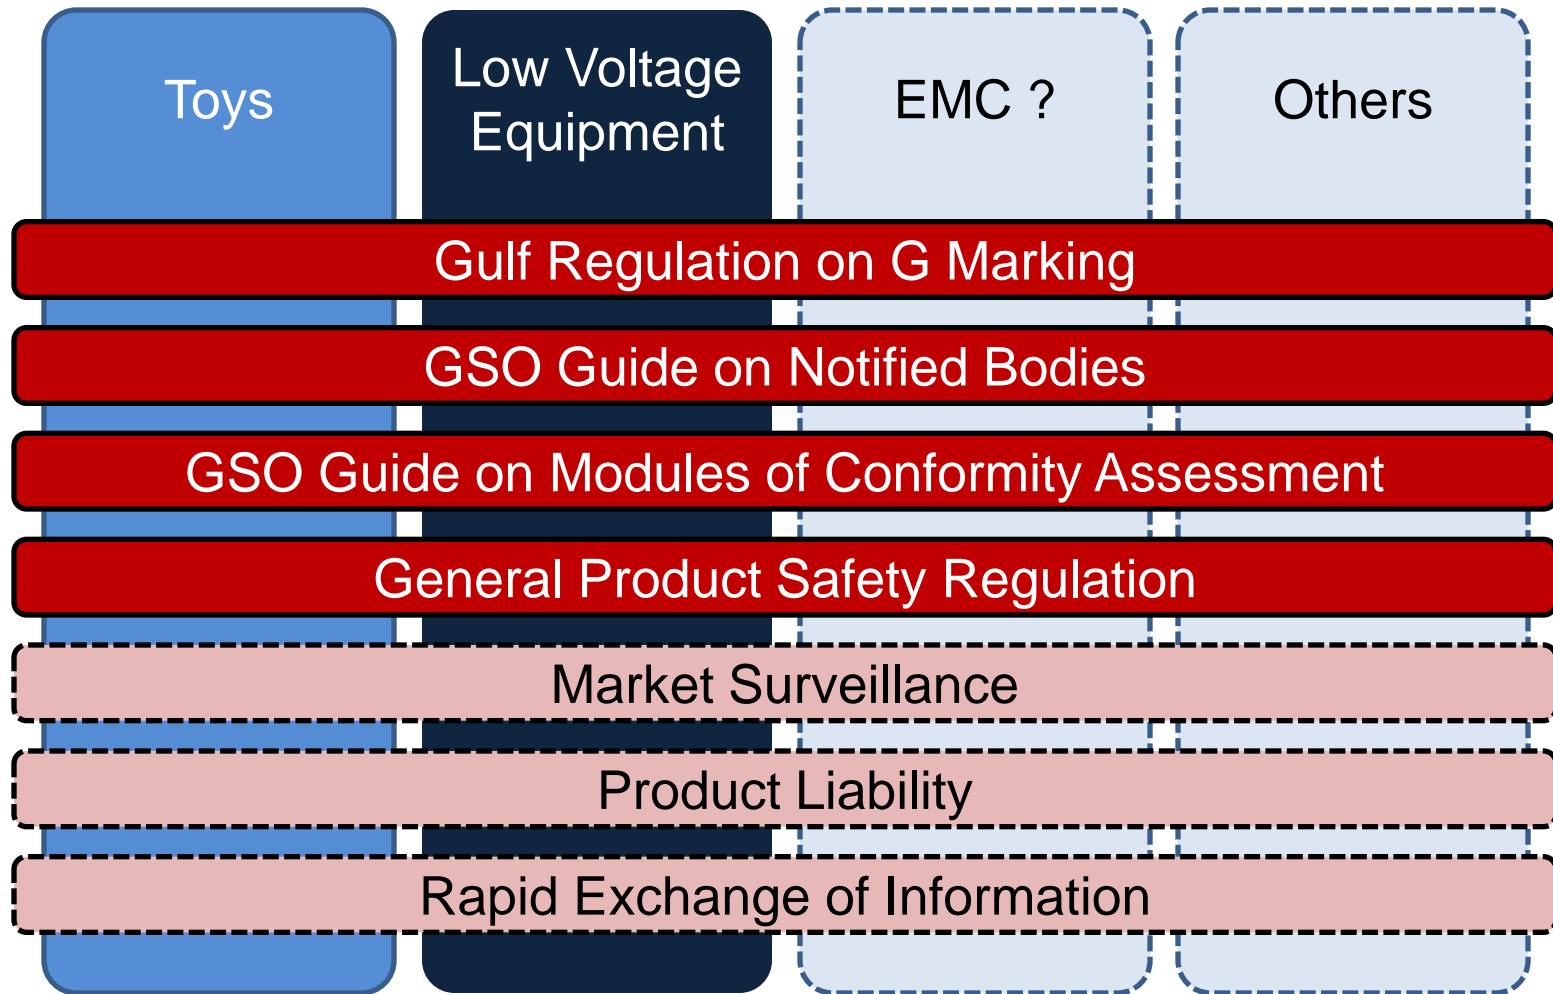 Toys
Low Voltage
Equipment
EMC ?
Others
Gulf Regulation on G Marking
GSO Guide on Notified Bodies
GSO Guide on Modules of Conformity Assessment
General Product Safety Regulation
Market Surveillance
Product Liability
Rapid Exchange of Information